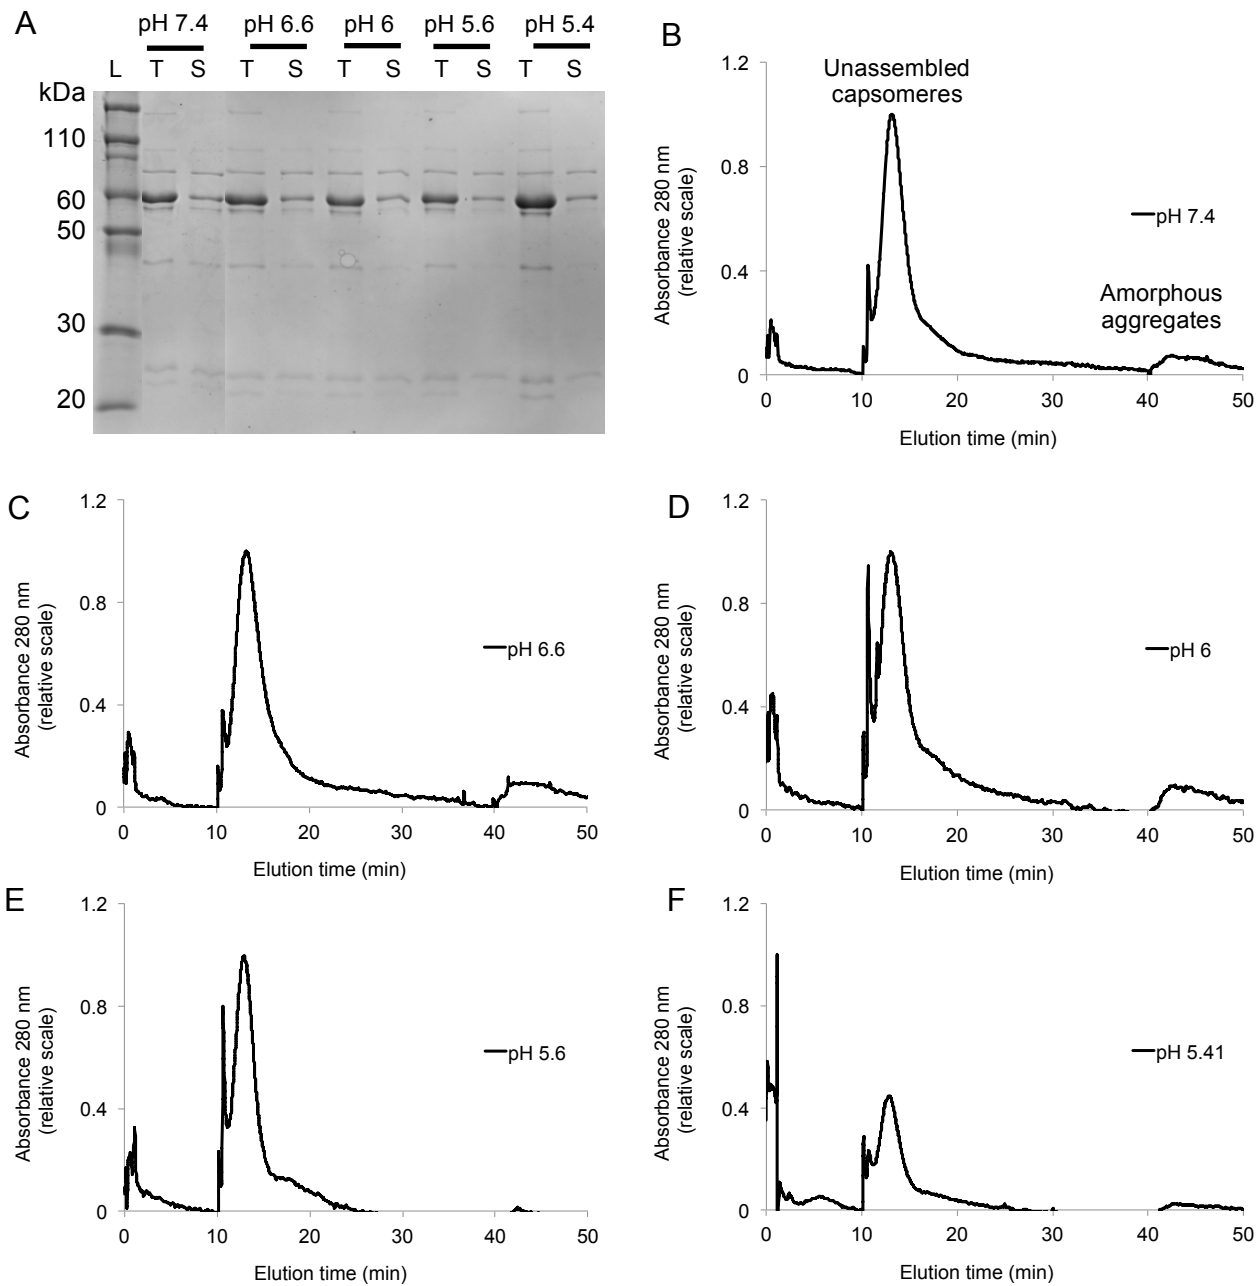 A
pH 7.4 pH 6.6 pH 6 pH 5.6 pH 5.4
L T S T S T S T S T S
kDa
110
60
50
30
20
B
Unassembled
capsomeres
Amorphous
aggregates
pH 7.4
Absorbance 280 nm
(relative scale)
1.2
0.8
0.4
0
0 10 20 30 40 50
Elution time (min)
C
pH 6.6
Absorbance 280 nm
(relative scale)
1.2
0.8
0.4
0
0 10 20 30 40 50
Elution time (min)
D
pH 6
Absorbance 280 nm
(relative scale)
1.2
0.8
0.4
0
0 10 20 30 40 50
Elution time (min)
E
pH 5.6
Absorbance 280 nm
(relative scale)
1.2
0.8
0.4
0
0 10 20 30 40 50
Elution time (min)
F
pH 5.41
Absorbance 280 nm
(relative scale)
1.2
0.8
0.4
0
0 10 20 30 40 50
Elution time (min)